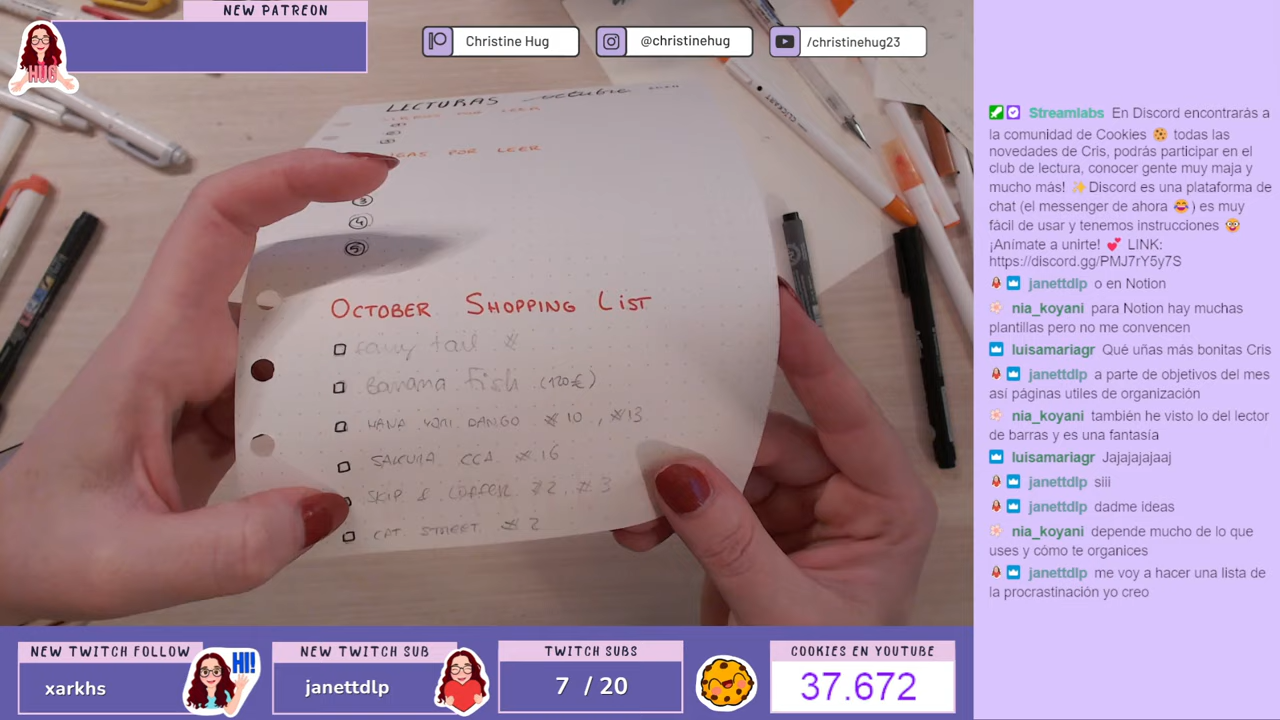 NEW PATREON
HUG
Christine Hug
@christinehug
/christinehug23
LECTURAS octubre
POR LEER
③
④
⑤
OCTOBER SHOPPING LIST
fairy tail #
Banana Fish (120€)
HANA YORI DANGO #10, #13
SAKURA CCA #16
SKIP & LOAFER #2, #3
CAT STREET #2
CLICKART
Streamlabs En Discord encontrarás a
la comunidad de Cookies 🍪 todas las
novedades de Cris, podrás participar en el
club de lectura, conocer gente muy maja y
mucho más! ✨Discord es una plataforma de
chat (el messenger de ahora 😂) es muy
fácil de usar y tenemos instrucciones 🤪
¡Anímate a unirte! 💕 LINK:
https://discord.gg/PMJ7rY5y7S
janettdlp o en Notion
nia_koyani para Notion hay muchas
plantillas pero no me convencen
luisamariagr Qué uñas más bonitas Cris
janettdlp a parte de objetivos del mes
así páginas utiles de organización
nia_koyani también he visto lo del lector
de barras y es una fantasía
luisamariagr Jajajajajaaj
janettdlp siii
janettdlp dadme ideas
nia_koyani depende mucho de lo que
uses y cómo te organices
janettdlp me voy a hacer una lista de
la procrastinación yo creo
NEW TWITCH FOLLOW
xarkhs
HI!
NEW TWITCH SUB
janettdlp
TWITCH SUBS
7 / 20
COOKIES EN YOUTUBE
37.672